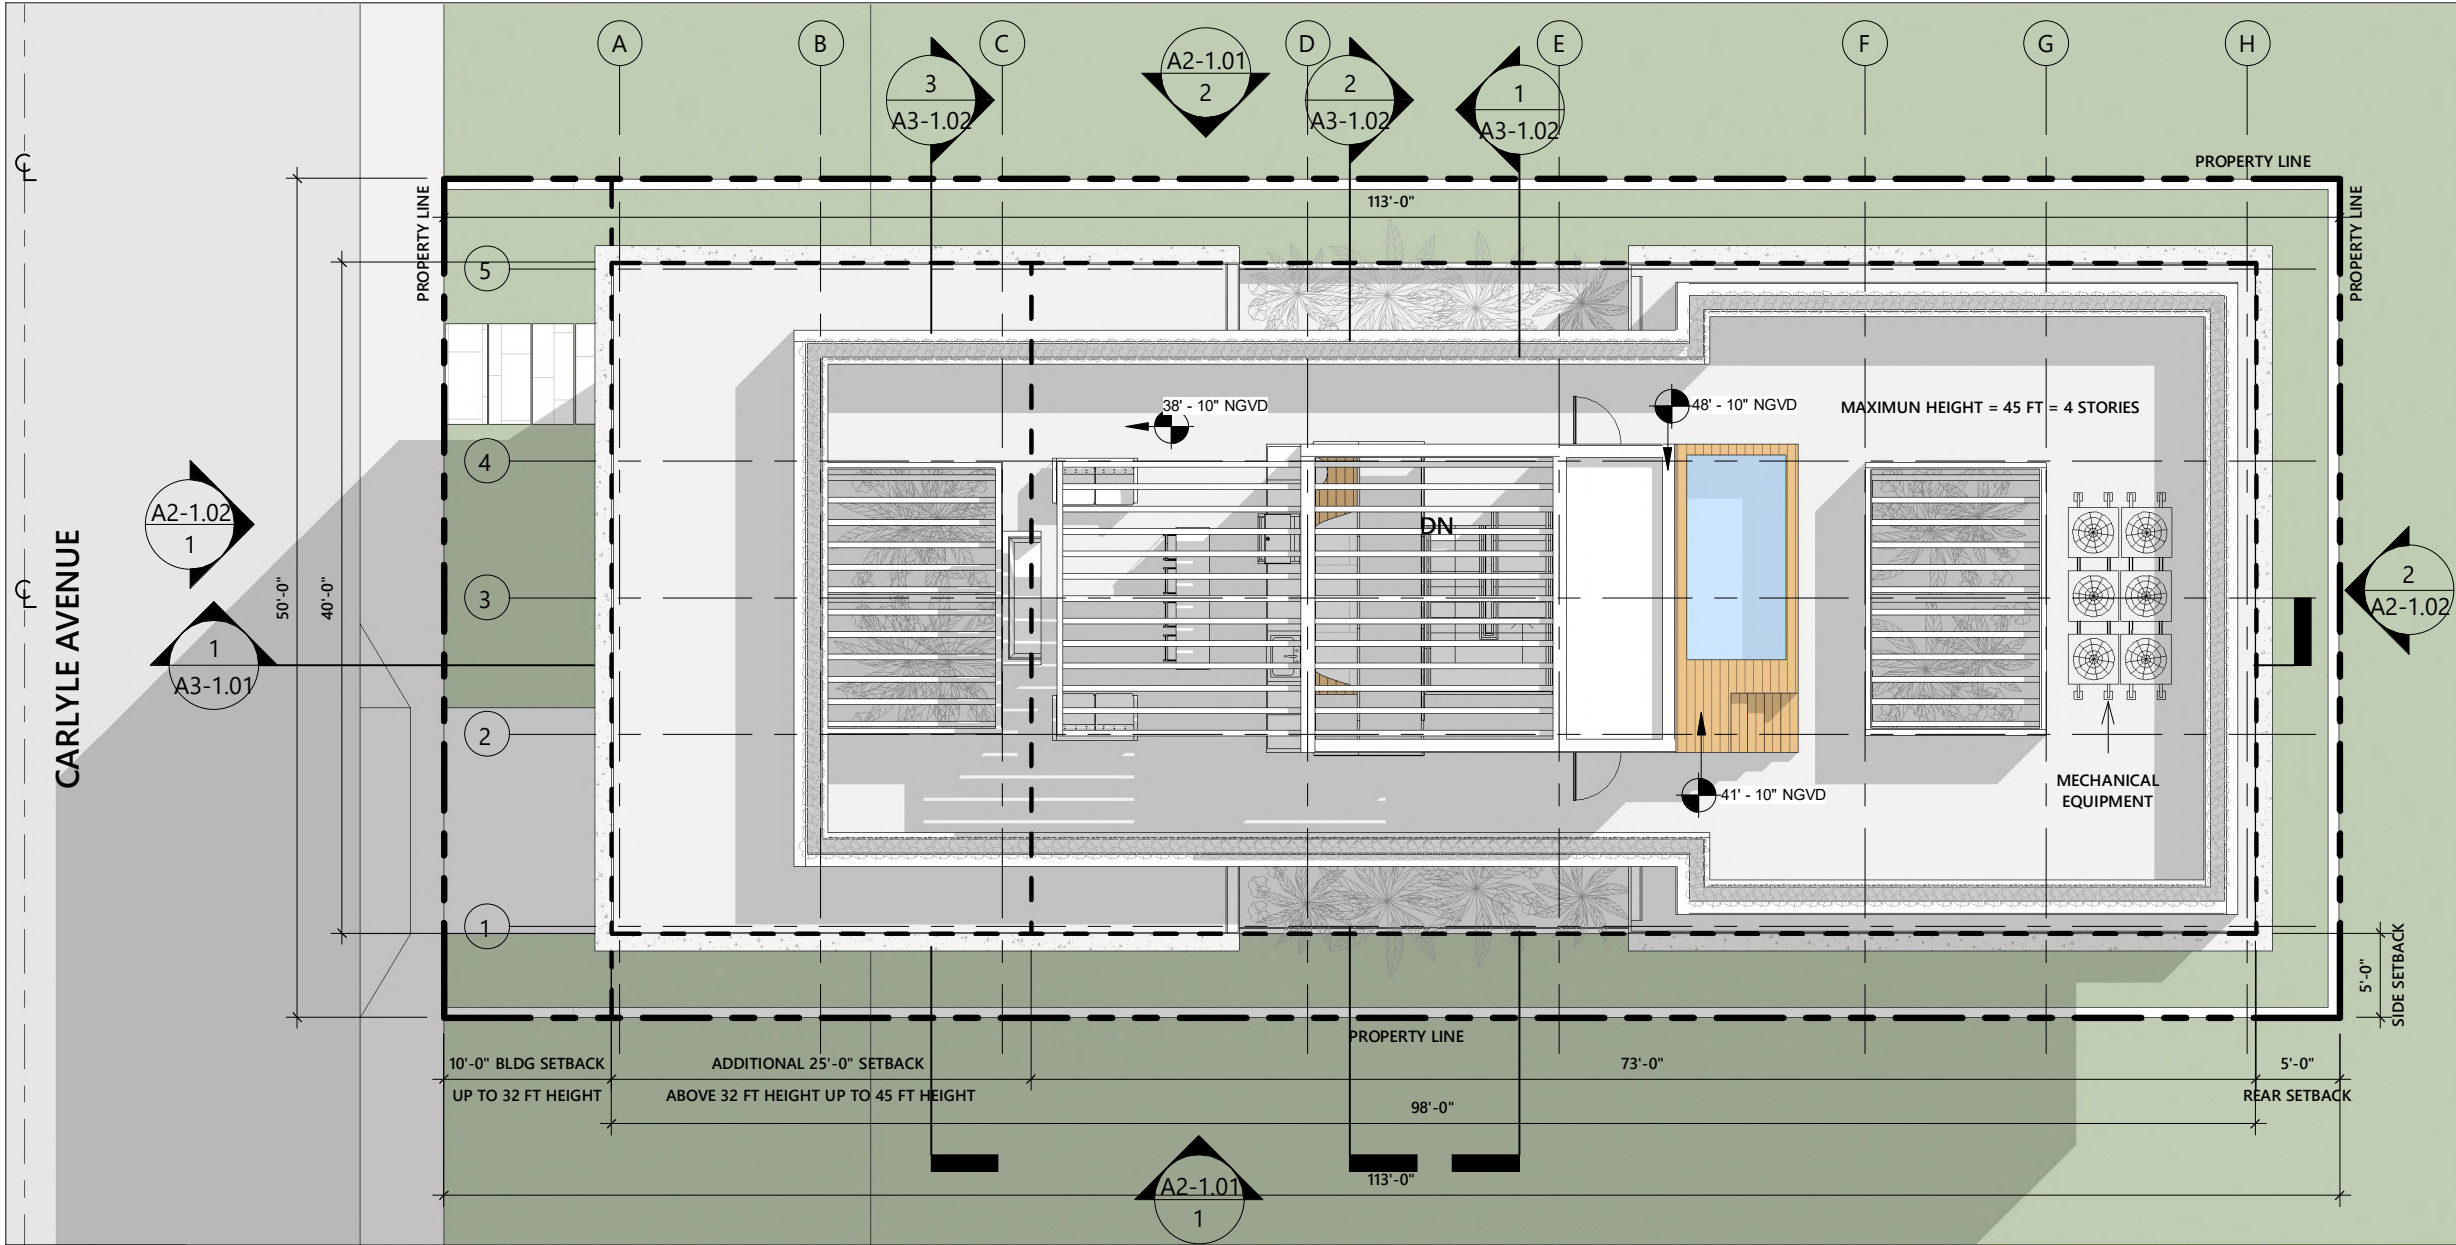 A
B
C
D
E
F
G
H
3
A3-1.02
A2-1.01
2
2
A3-1.02
1
A3-1.02
℄
PROPERTY LINE
PROPERTY LINE
PROPERTY LINE
113'-0"
5
4
3
2
1
38' - 10" NGVD
48' - 10" NGVD
MAXIMUN HEIGHT = 45 FT = 4 STORIES
A2-1.02
1
DN
CARLYLE AVENUE
℄
50'-0"
40'-0"
2
A2-1.02
1
A3-1.01
MECHANICAL
EQUIPMENT
41' - 10" NGVD
5'-0"
SIDE SETBACK
PROPERTY LINE
10'-0" BLDG SETBACK
UP TO 32 FT HEIGHT
ADDITIONAL 25'-0" SETBACK
ABOVE 32 FT HEIGHT UP TO 45 FT HEIGHT
73'-0"
5'-0"
REAR SETBACK
98'-0"
113'-0"
A2-1.01
1